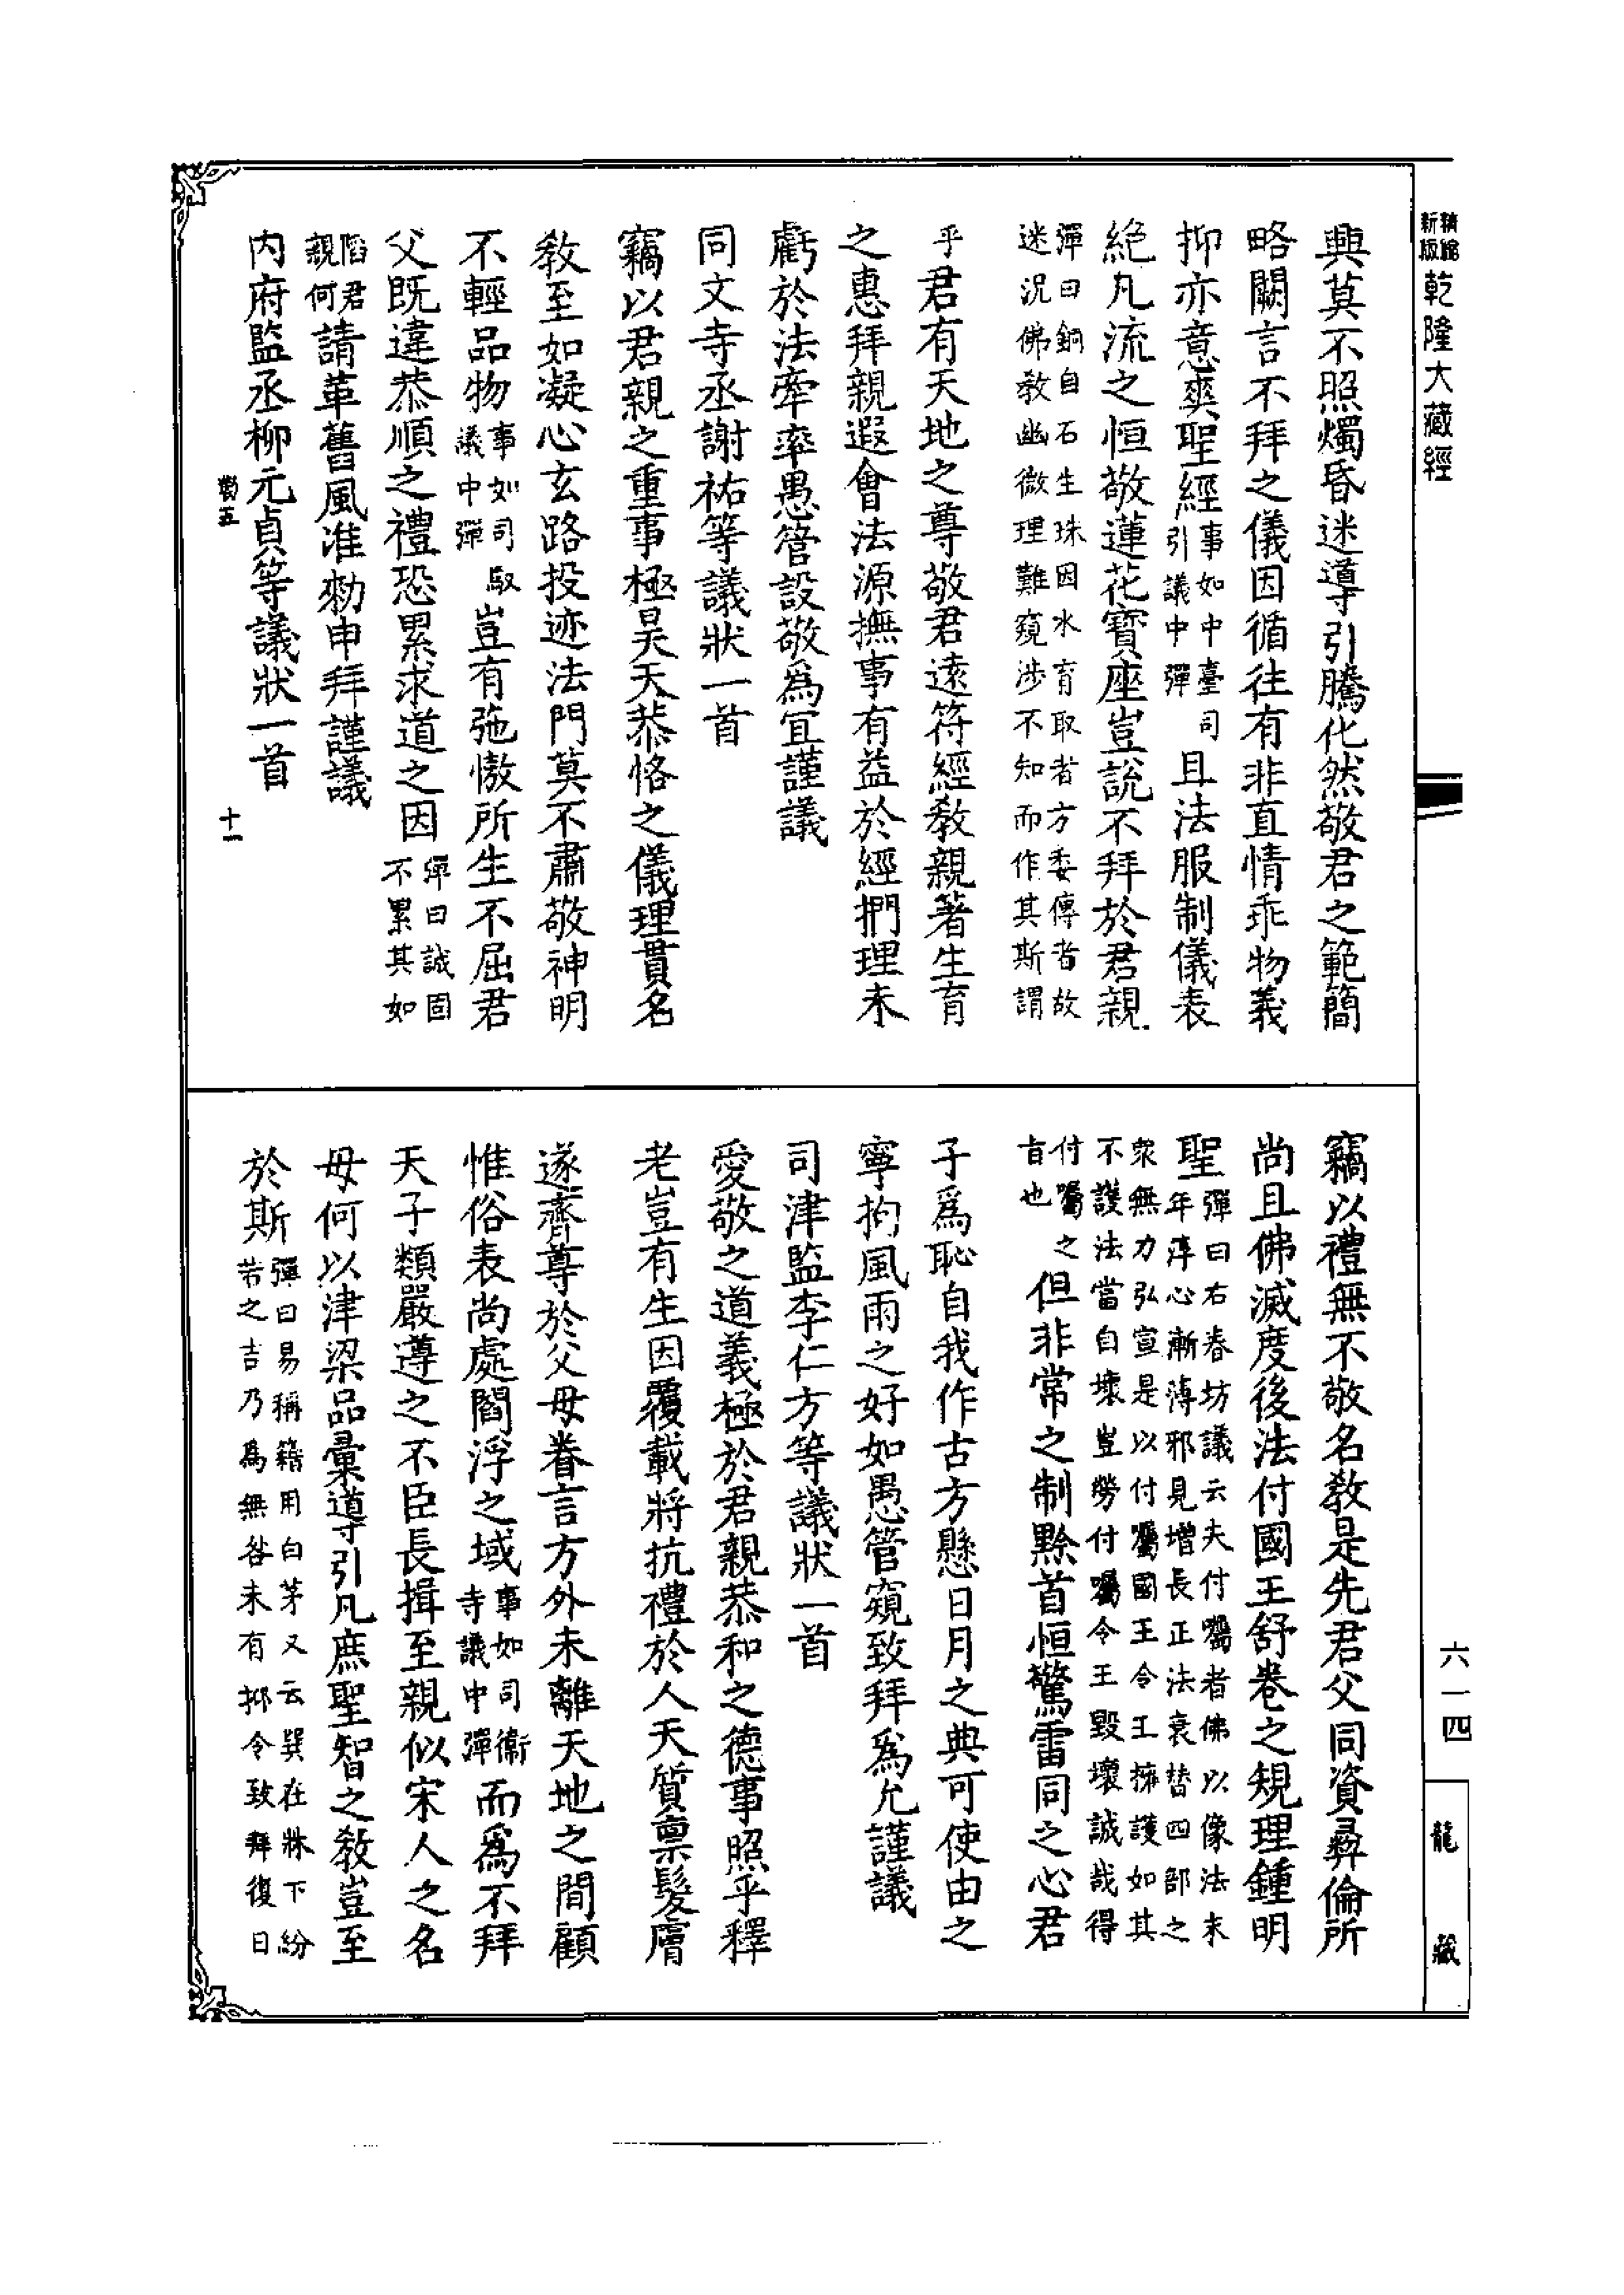 精縮新版
乾隆大藏經
興莫不照燭昏迷導引騰化然敬君之範簡
略闕言不拜之儀因循往有非直情乖物義
抑亦意爽聖經事如中臺司引議中彈且法服制儀表
絕凡流之恒敬蓮花寶座豈說不拜於君親
彈曰銅自石生珠因水育取者方委傳者故
迷況佛教幽微理難窺涉不知而作其斯謂
乎君有天地之尊敬君遠符經教親著生育
之惠拜親遐會法源撫事有益於經捫理未
虧於法牽率愚管設敬為宜謹議
同文寺丞謝祐等議狀一首
竊以君親之重事極昊天恭恪之儀理貫名
教至如凝心玄路投迹法門莫不肅敬神明
不輕品物事如司馭議中彈豈有弛慠所生不屈君
父既違恭順之禮恐累求道之因彈曰誠固不累其如
陷君親何請革舊風准勑申拜謹議
內府監丞柳元貞等議狀一首
勸五
十一
竊以禮無不敬名教是先君父同資彛倫所
尚且佛滅度後法付國王舒卷之規理鍾明
聖彈曰右春坊議云夫付囑者佛以像法末
年淳心漸薄邪見增長正法衰替四部之
衆無力弘宣是以付囑國王令王擁護如其
不護法當自壞豈勞付囑令王毀壞誠哉得
付囑之旨也但非常之制黔首恒驚雷同之心君
子為恥自我作古方懸日月之典可使由之
寧拘風雨之好如愚管窺致拜為允謹議
司津監李仁方等議狀一首
愛敬之道義極於君親恭和之德事照乎釋
老豈有生因覆載將抗禮於人天質禀髮膚
遂齊尊於父母眷言方外未離天地之間顧
惟俗表尚處閻浮之域事如司衞寺議中彈而為不拜
天子類嚴遵之不臣長揖至親似宋人之名
母何以津梁品彙導引凡庶聖智之教豈至
於斯彈曰易稱籍用白茅又云巽在牀下紛
若之吉乃為無咎未有抑令致拜復曰
六一四
龍藏